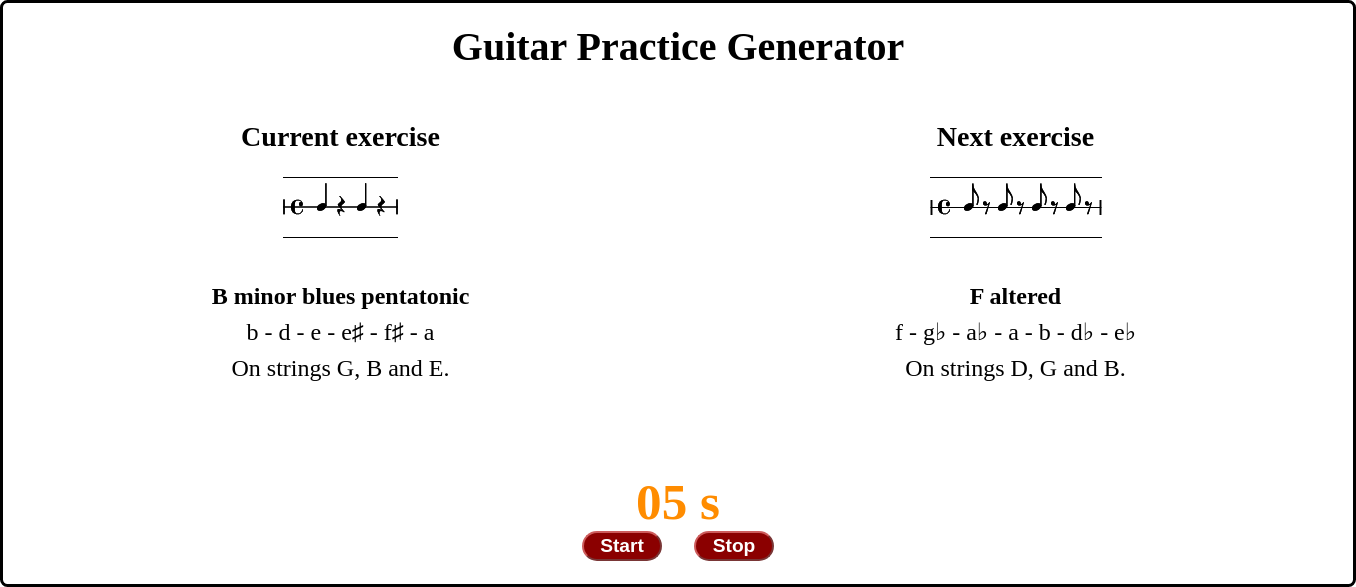 Guitar Practice Generator
Current exercise
B minor blues pentatonic
b - d - e - e♯ - f♯ - a
On strings G, B and E.
Next exercise
F altered
f - g♭ - a♭ - a - b - d♭ - e♭
On strings D, G and B.
05 s
Start
Stop